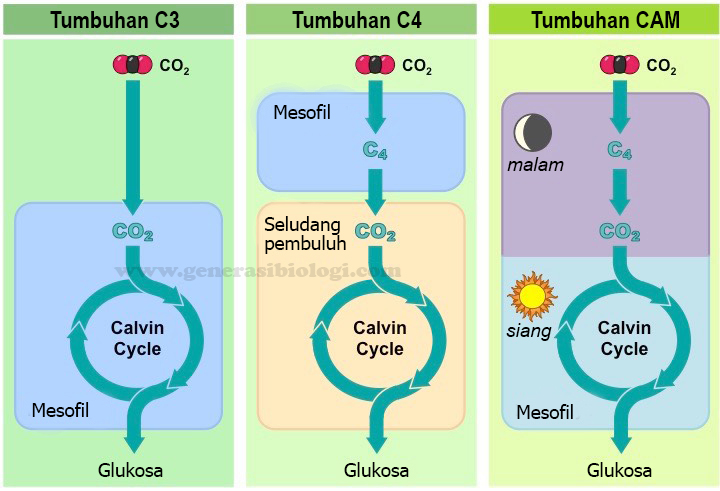 Tumbuhan C3
CO₂
CO₂
www.generasibiologi.com
Calvin
Cycle
Mesofil
Glukosa
Tumbuhan C4
CO₂
Mesofil
C₄
Seludang
pembuluh
CO₂
Calvin
Cycle
Glukosa
Tumbuhan CAM
CO₂
malam
C₄
CO₂
siang
Calvin
Cycle
Mesofil
Glukosa